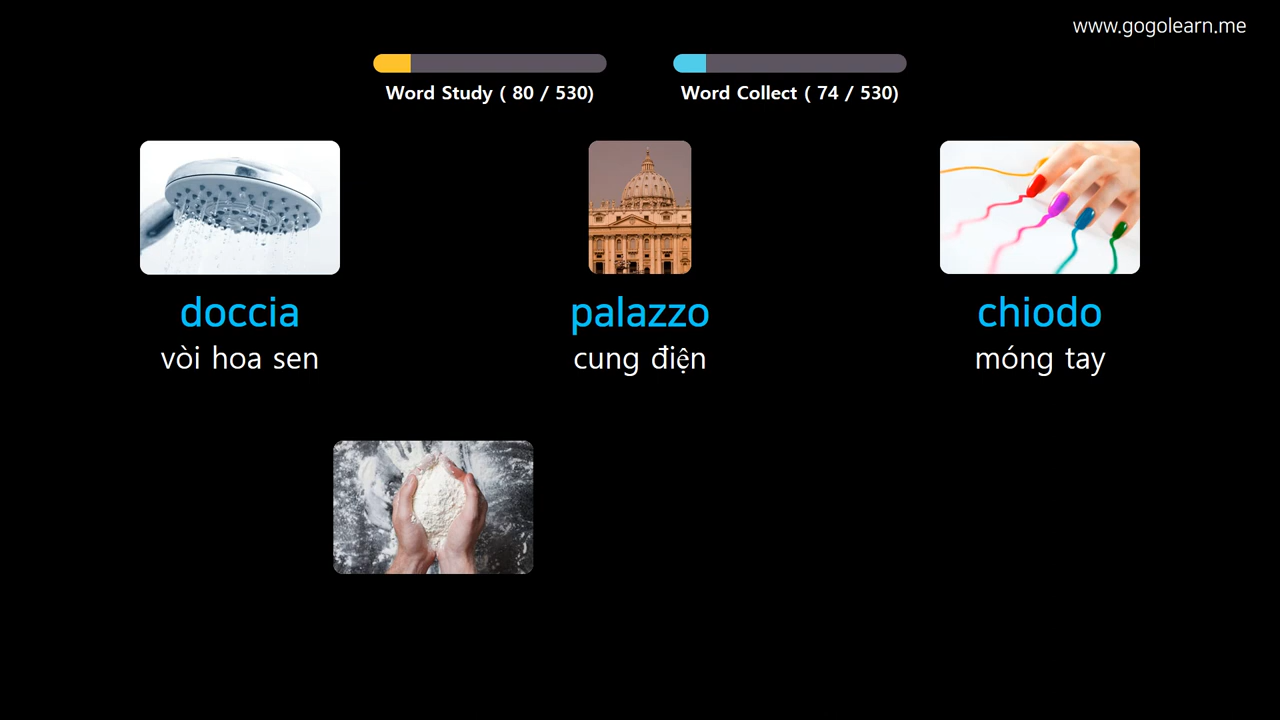 www.gogolearn.me
Word Study ( 80 / 530)
Word Collect ( 74 / 530)
doccia
palazzo
chiodo
vòi hoa sen
cung điện
móng tay